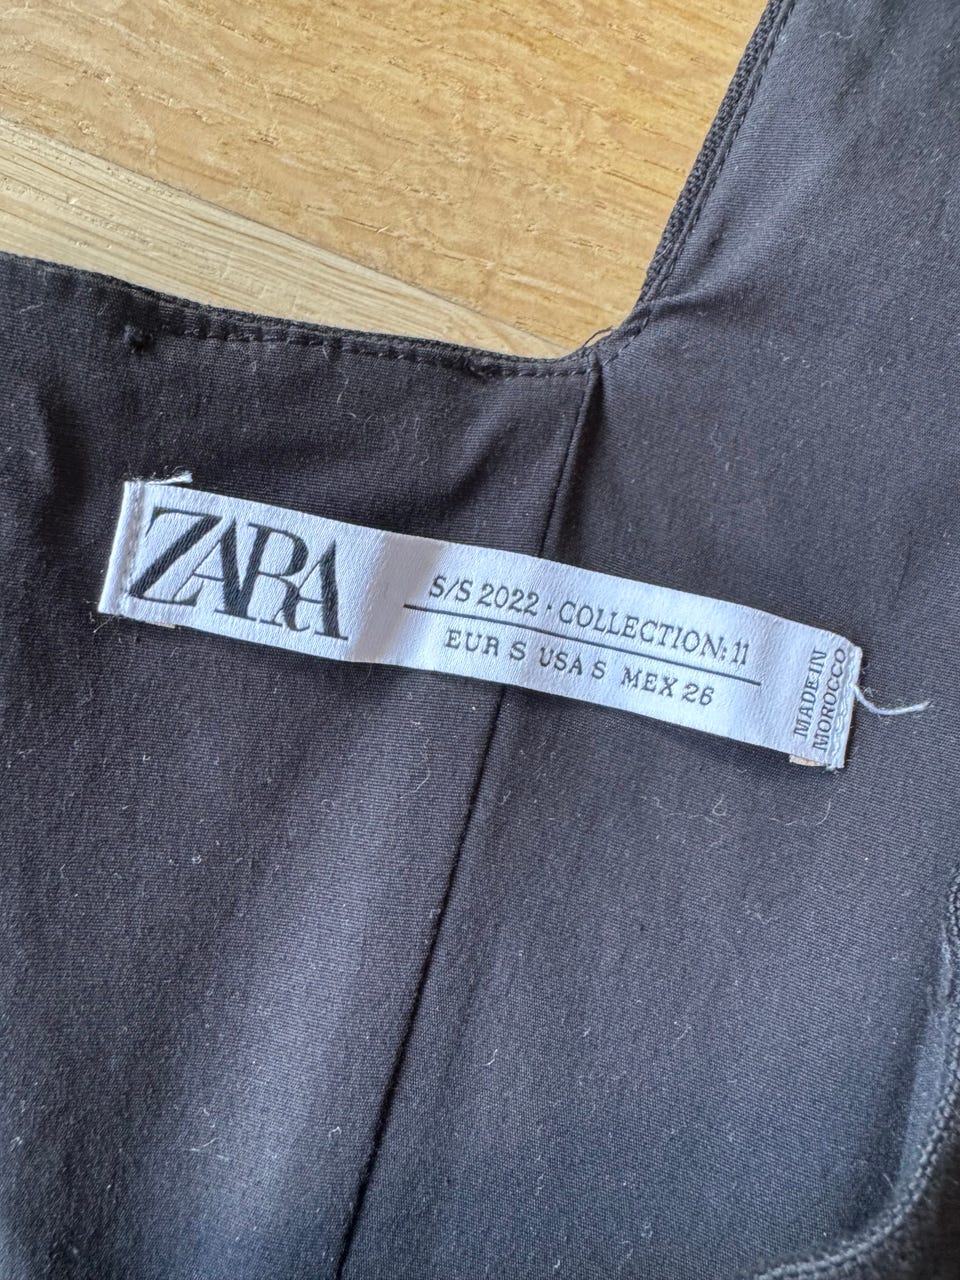 ZARA
S/S 2022 · COLLECTION: 11
EUR S USA S MEX 26
MADE IN
MOROCCO